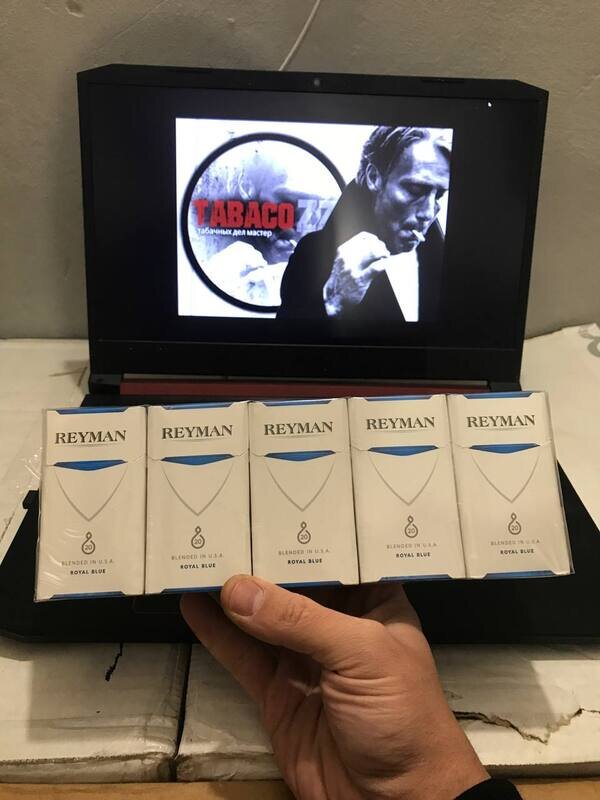 TABACO
табачных дел мастер
REYMAN
20
BLENDED IN U.S.A
ROYAL BLUE
REYMAN
20
BLENDED IN U.S.A
ROYAL BLUE
REYMAN
20
BLENDED IN U.S.A
ROYAL BLUE
REYMAN
20
BLENDED IN U.S.A
ROYAL BLUE
REYMAN
20
BLENDED IN U.S.A
ROYAL BLUE